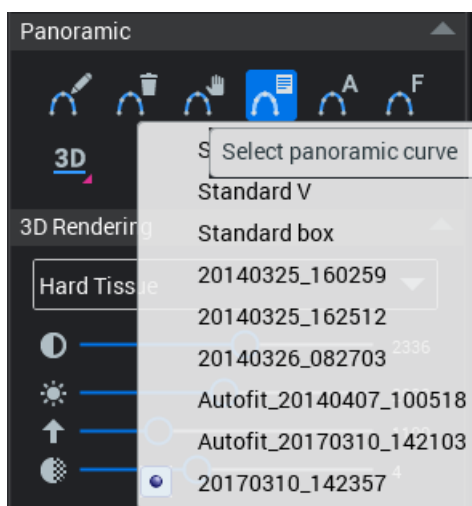 Panoramic
A
F
3D
S
Select panoramic curve
Standard V
3D Rendering
Standard box
Hard Tiss
20140325_160259
20140325_162512
2336
20140326_082703
Autofit_20140407_100518
Autofit_20170310_142103
4
20170310_142357